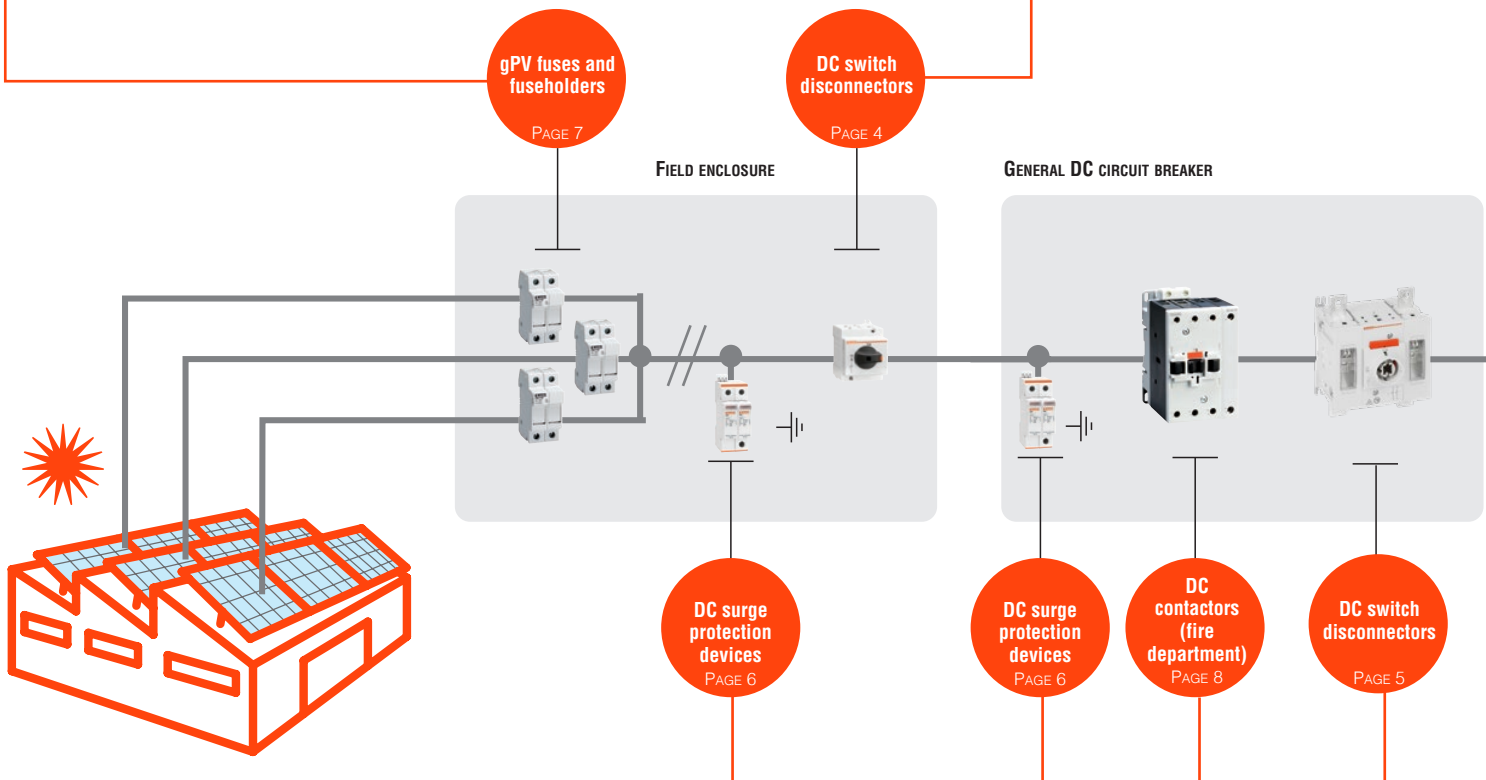 gPV fuses and
fuseholders
PAGE 7
DC switch
disconnectors
PAGE 4
FIELD ENCLOSURE
GENERAL DC CIRCUIT BREAKER
DC surge
protection
devices
PAGE 6
DC surge
protection
devices
PAGE 6
DC
contactors
(fire
department)
PAGE 8
DC switch
disconnectors
PAGE 5